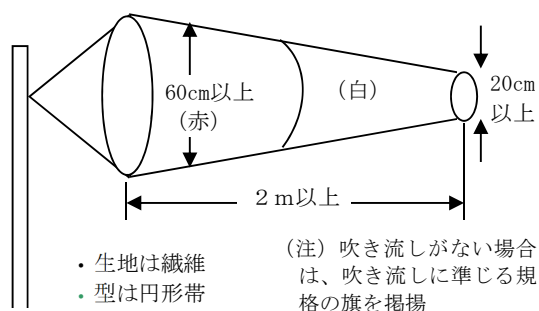 60cm以上
(赤)
(白)
20cm
以上
2m以上
・生地は繊維
・型は円形帯
(注)吹き流しがない場合
は、吹き流しに準じる規
格の旗を掲揚